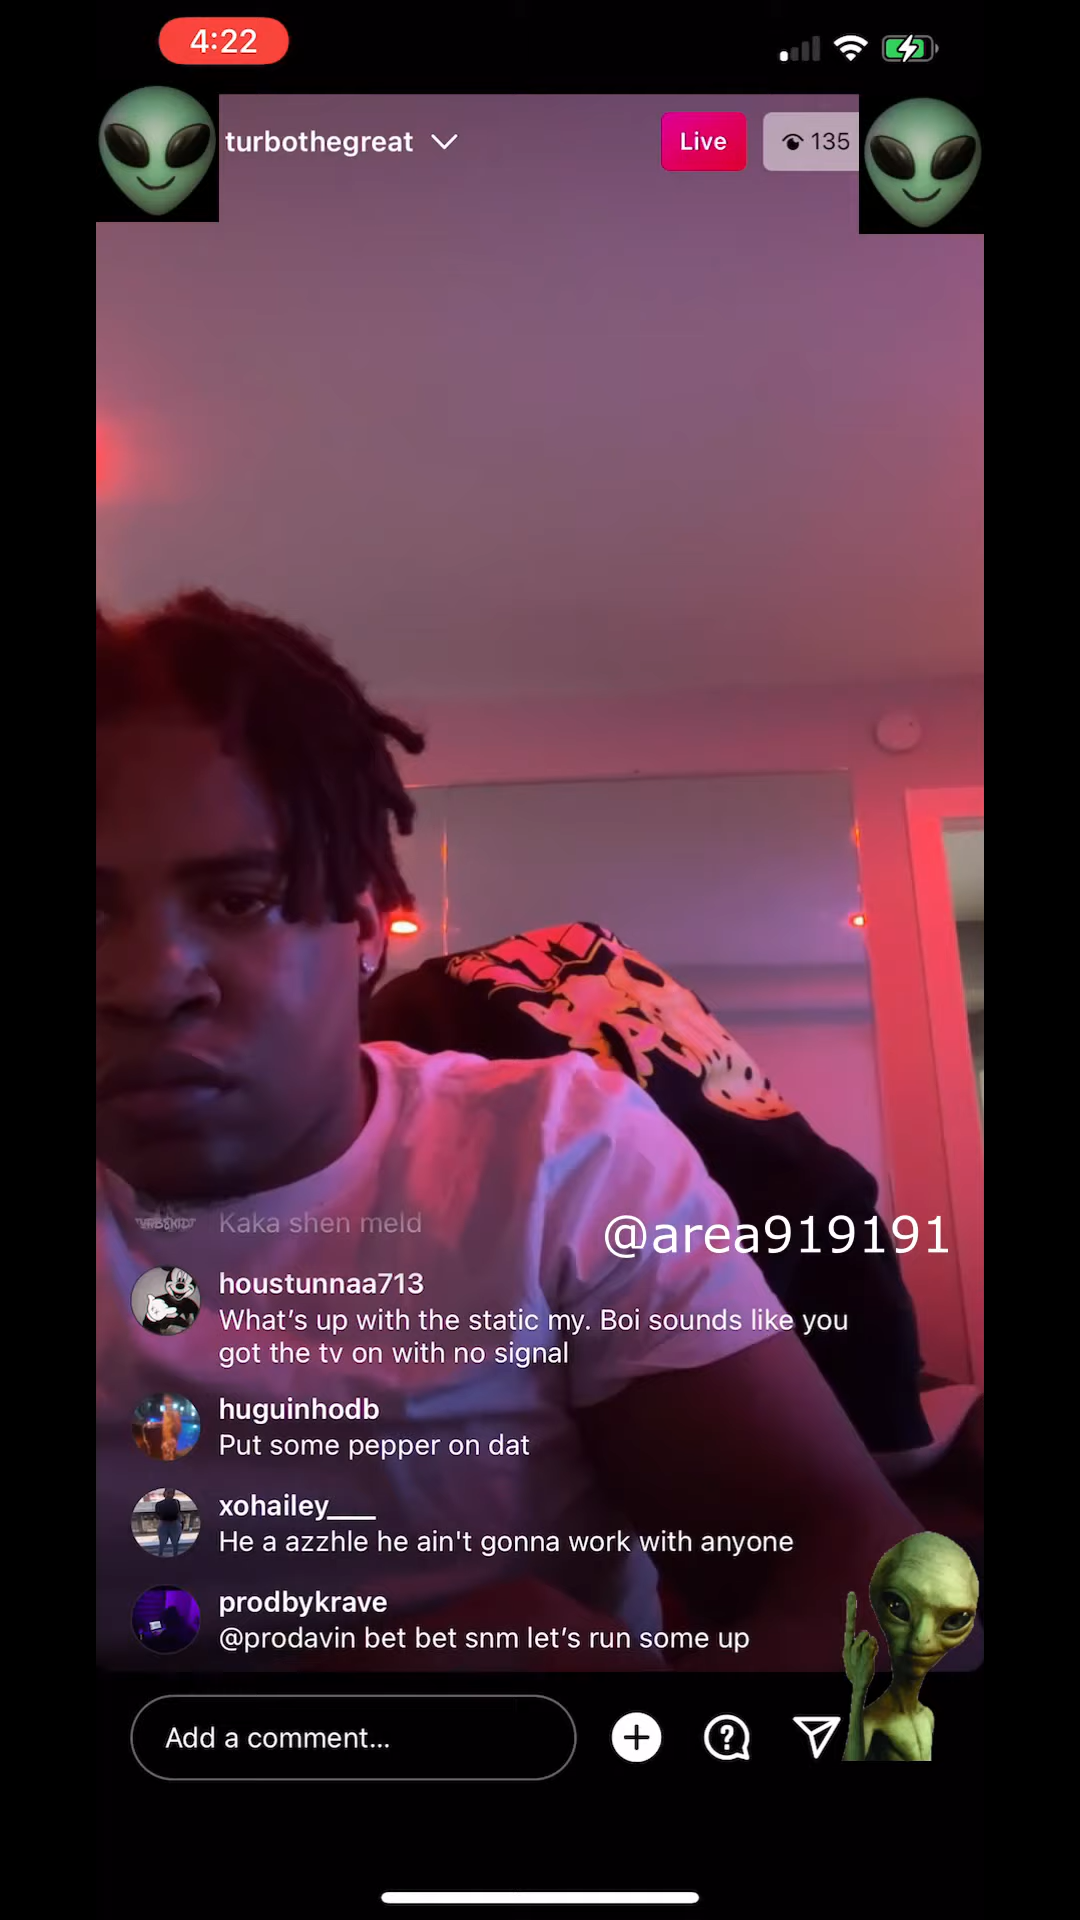 4:22
turbothegreat
Live
135
Kaka shen meld
@area919191
houstunnaa713
What's up with the static my. Boi sounds like you
got the tv on with no signal
huguinhodb
Put some pepper on dat
xohailey____
He a azzhle he ain't gonna work with anyone
prodbykrave
@prodavin bet bet snm let's run some up
Add a comment...